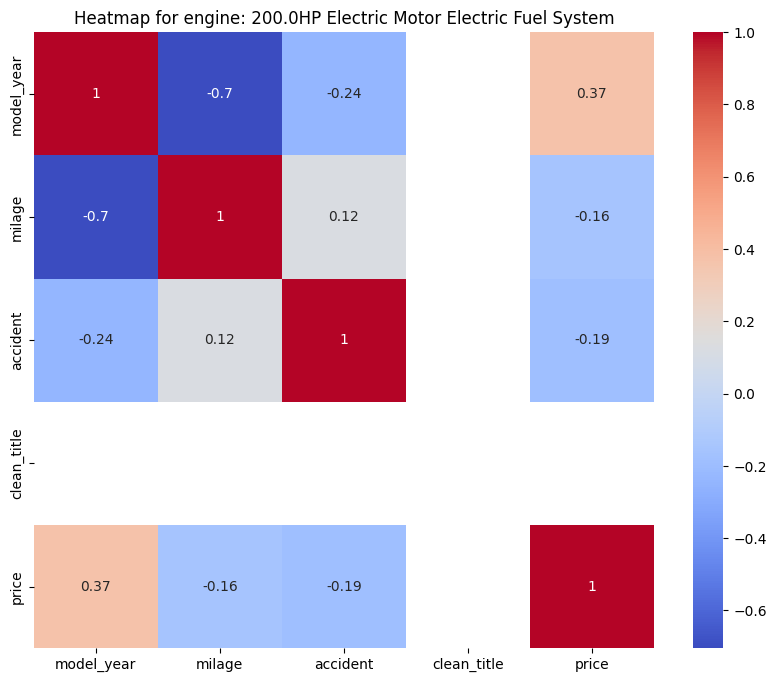 Heatmap for engine: 200.0HP Electric Motor Electric Fuel System
model_year
1
-0.7
-0.24
0.37
milage
-0.7
1
0.12
-0.16
accident
-0.24
0.12
1
-0.19
clean_title
price
0.37
-0.16
-0.19
1
model_year
milage
accident
clean_title
price
1.0
0.8
0.6
0.4
0.2
0.0
−0.2
−0.4
−0.6